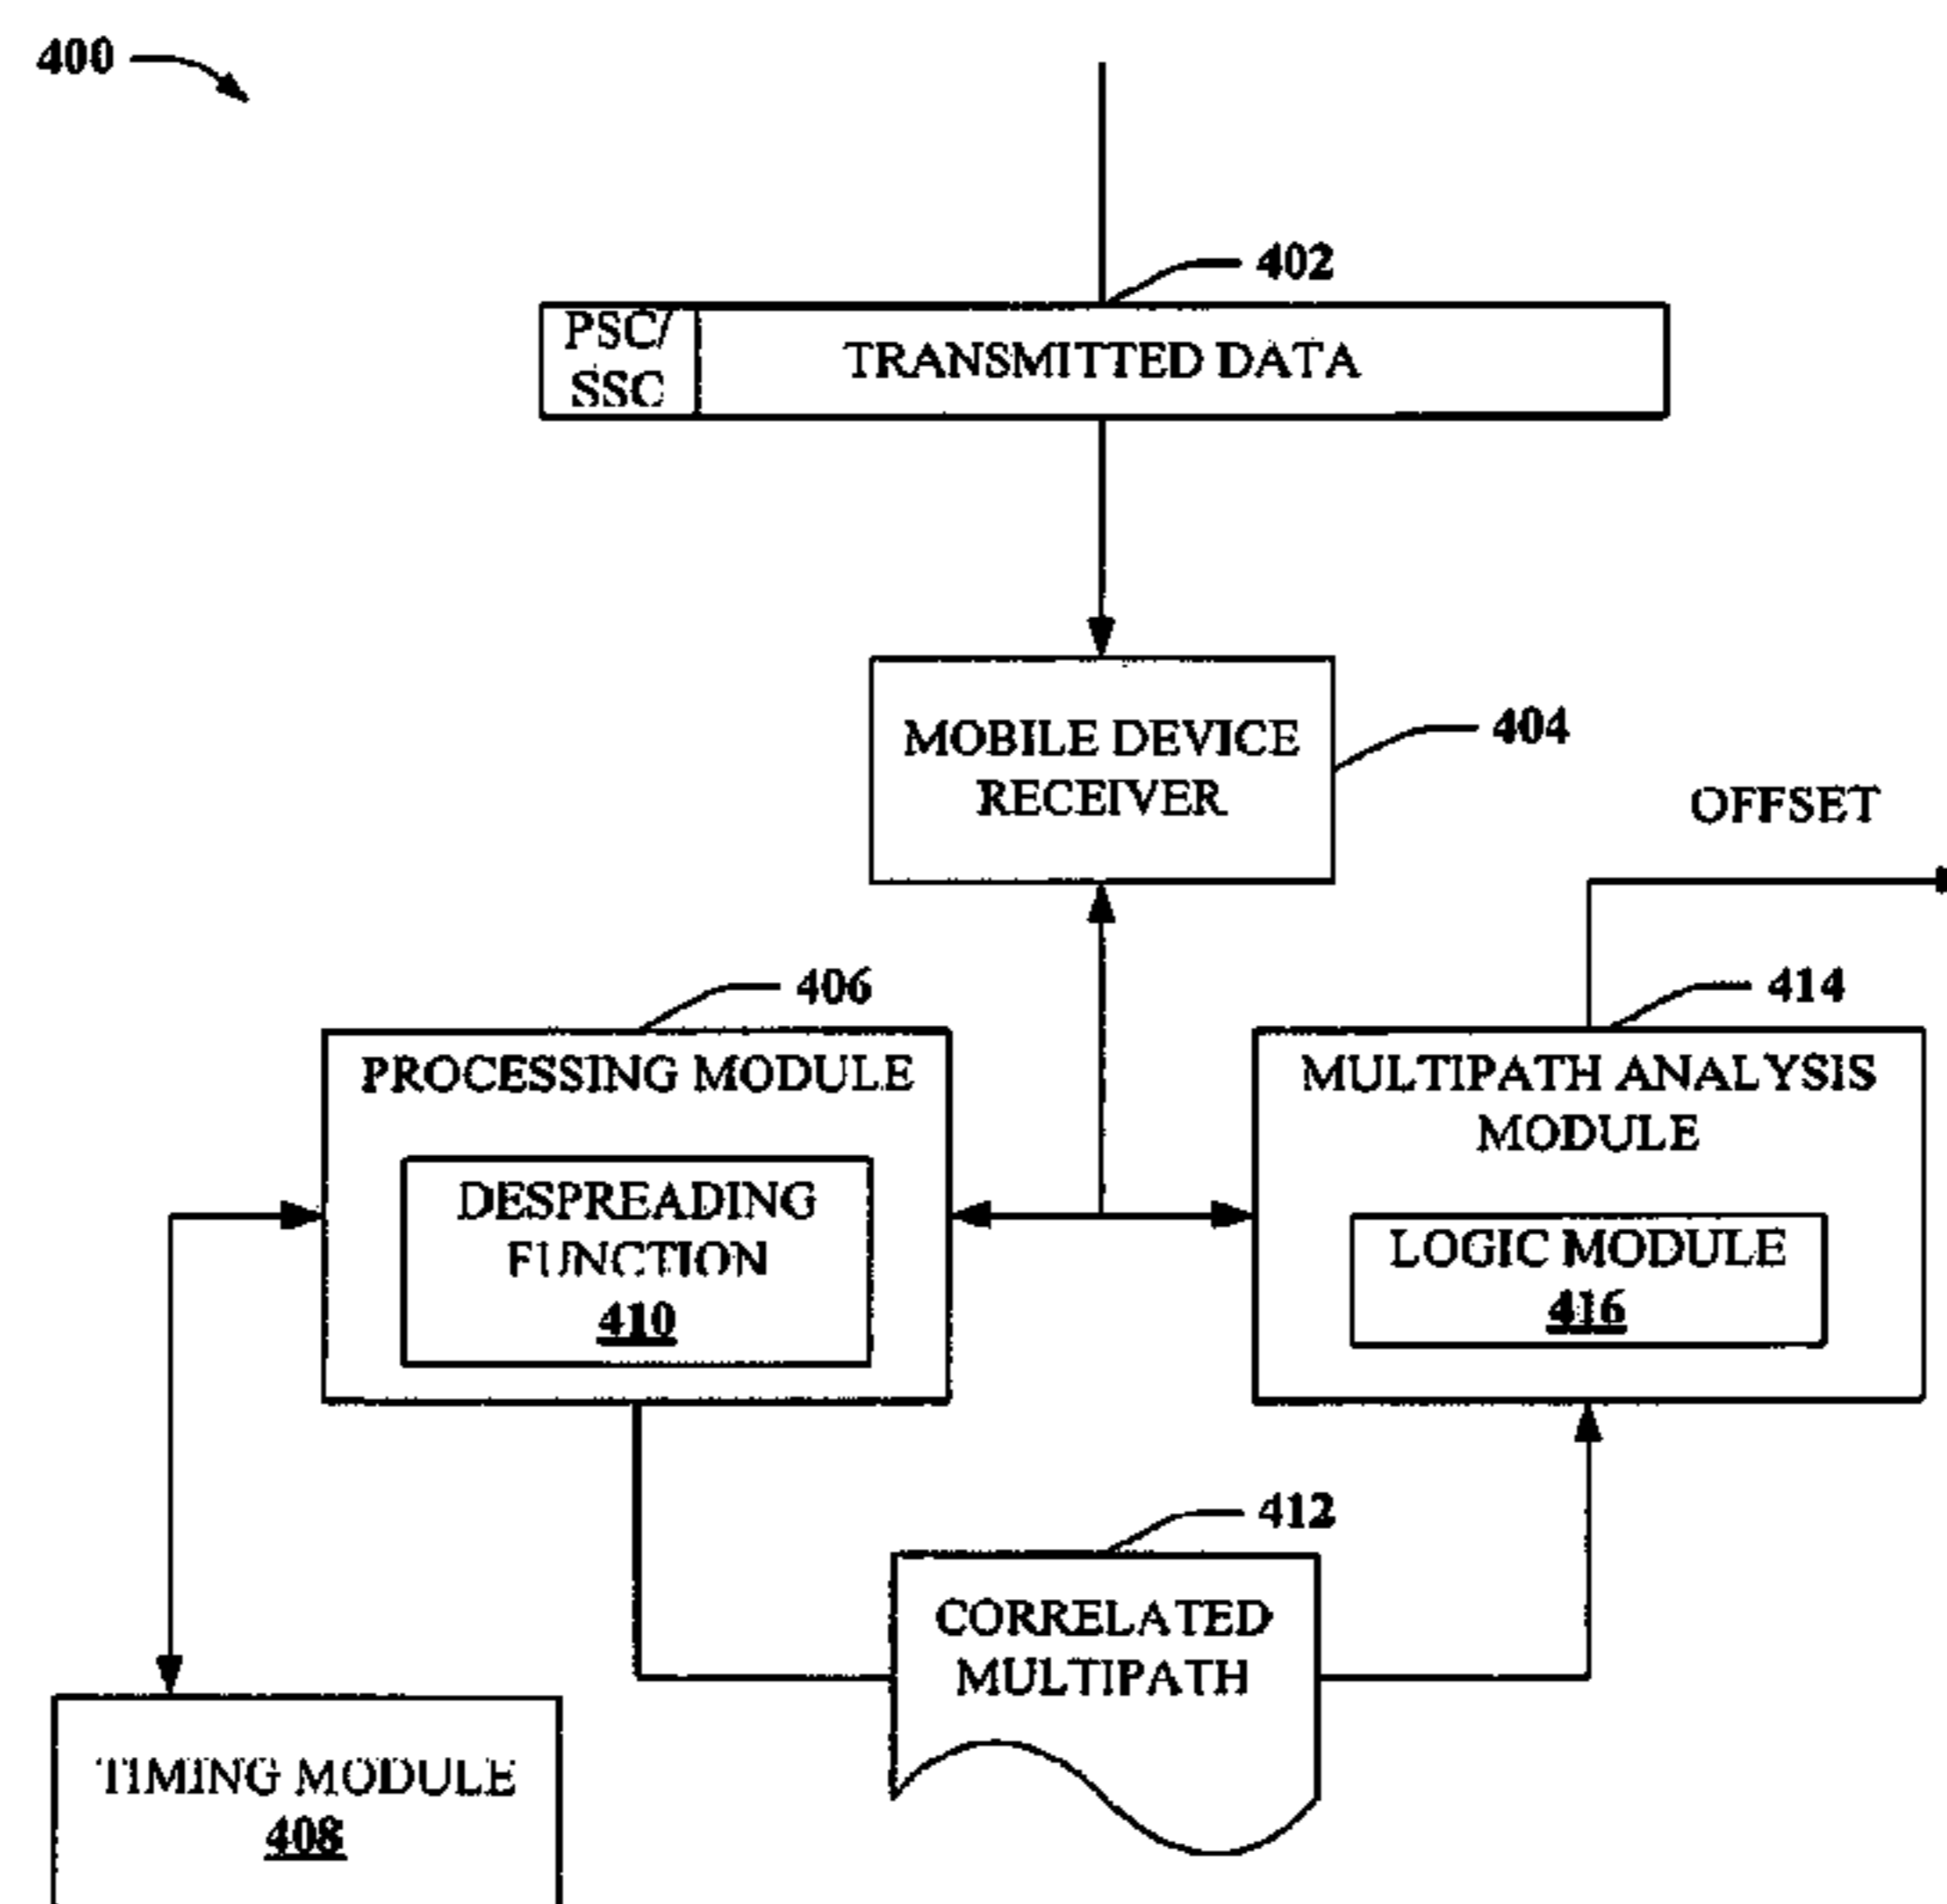 400
402
PSC/
SSC
TRANSMITTED DATA
MOBILE DEVICE
RECEIVER
404
OFFSET
406
414
PROCESSING MODULE
MULTIPATH ANALYSIS
MODULE
DESPREADING
FUNCTION
410
LOGIC MODULE
416
412
CORRELATED
MULTIPATH
TIMING MODULE
408